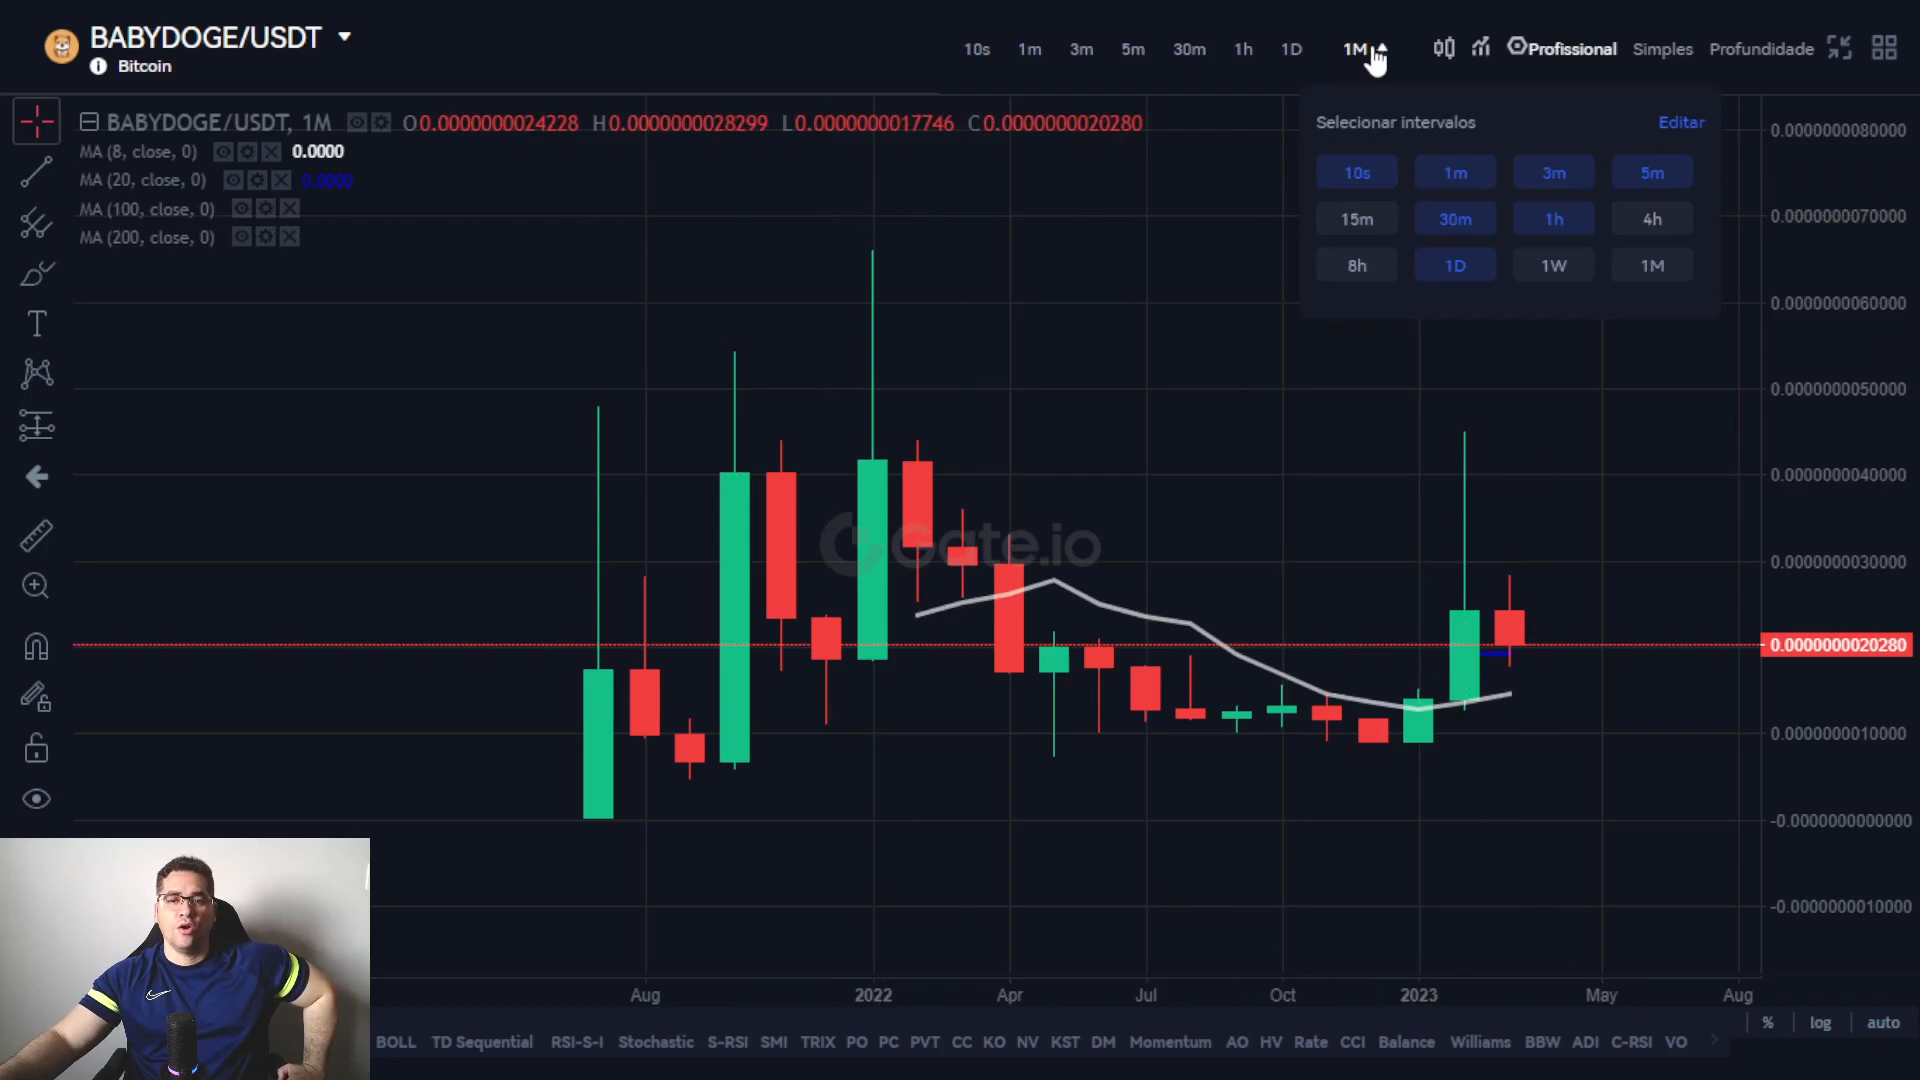 BABYDOGE/USDT
Bitcoin
10s 1m 3m 5m 30m 1h 1D 1M Profissional Simples Profundidade
BABYDOGE/USDT, 1M O0.0000000024228 H0.0000000028299 L0.0000000017746 C0.0000000020280
MA (8, close, 0) 0.0000
MA (20, close, 0) 0.0000
MA (100, close, 0)
MA (200, close, 0)
Selecionar intervalos Editar
10s 1m 3m 5m
15m 30m 1h 4h
8h 1D 1W 1M
0.0000000080000
0.0000000070000
0.0000000060000
0.0000000050000
0.0000000040000
Gate.io
0.0000000030000
0.0000000020280
0.0000000010000
-0.0000000000000
-0.0000000010000
Aug 2022 Apr Jul Oct 2023 May Aug
% log auto
BOLL TD Sequential RSI-S-I Stochastic S-RSI SMI TRIX PO PC PVT CC KO NV KST DM Momentum AO HV Rate CCI Balance Williams BBW ADI C-RSI VO